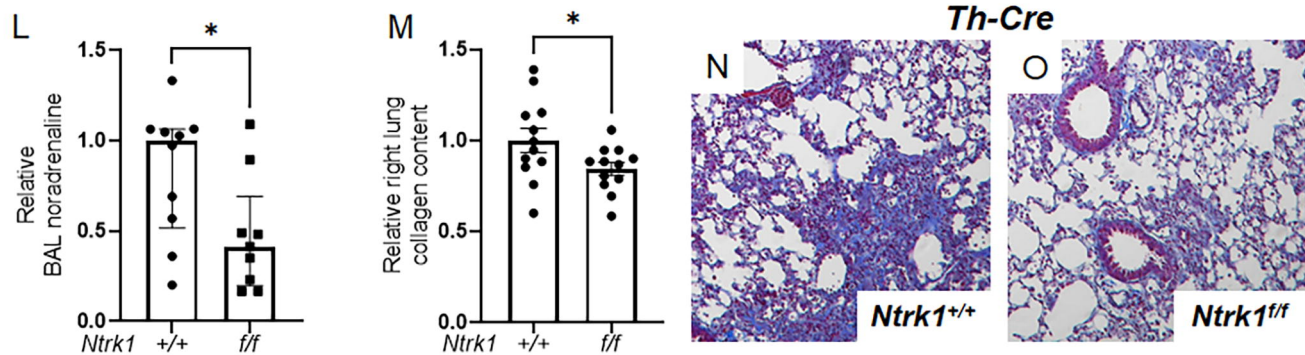 L
Relative
BAL noradrenaline
1.5
1.0
0.5
0.0
*
Ntrk1 +/+ f/f
M
Relative right lung
collagen content
1.5
1.0
0.5
0.0
*
Ntrk1 +/+ f/f
Th-Cre
N
Ntrk1+/+
O
Ntrk1f/f